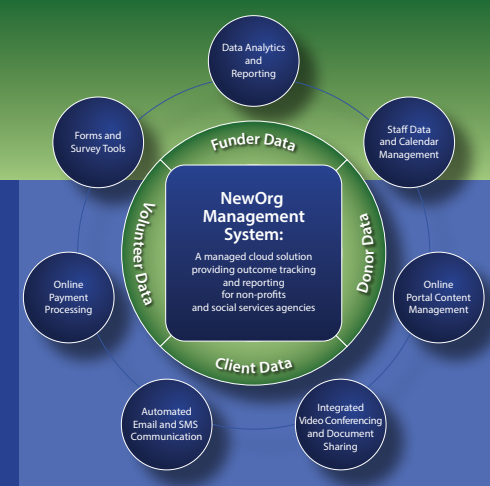 Data Analytics
and
Reporting
Forms and
Survey Tools
Staff Data
and Calendar
Management
Funder Data
Volunteer Data
Donor Data
NewOrg
Management
System:
A managed cloud solution
providing outcome tracking
and reporting
for non-profits
and social services agencies
Online
Payment
Processing
Online
Portal Content
Management
Client Data
Automated
Email and SMS
Communication
Integrated
Video Conferencing
and Document
Sharing